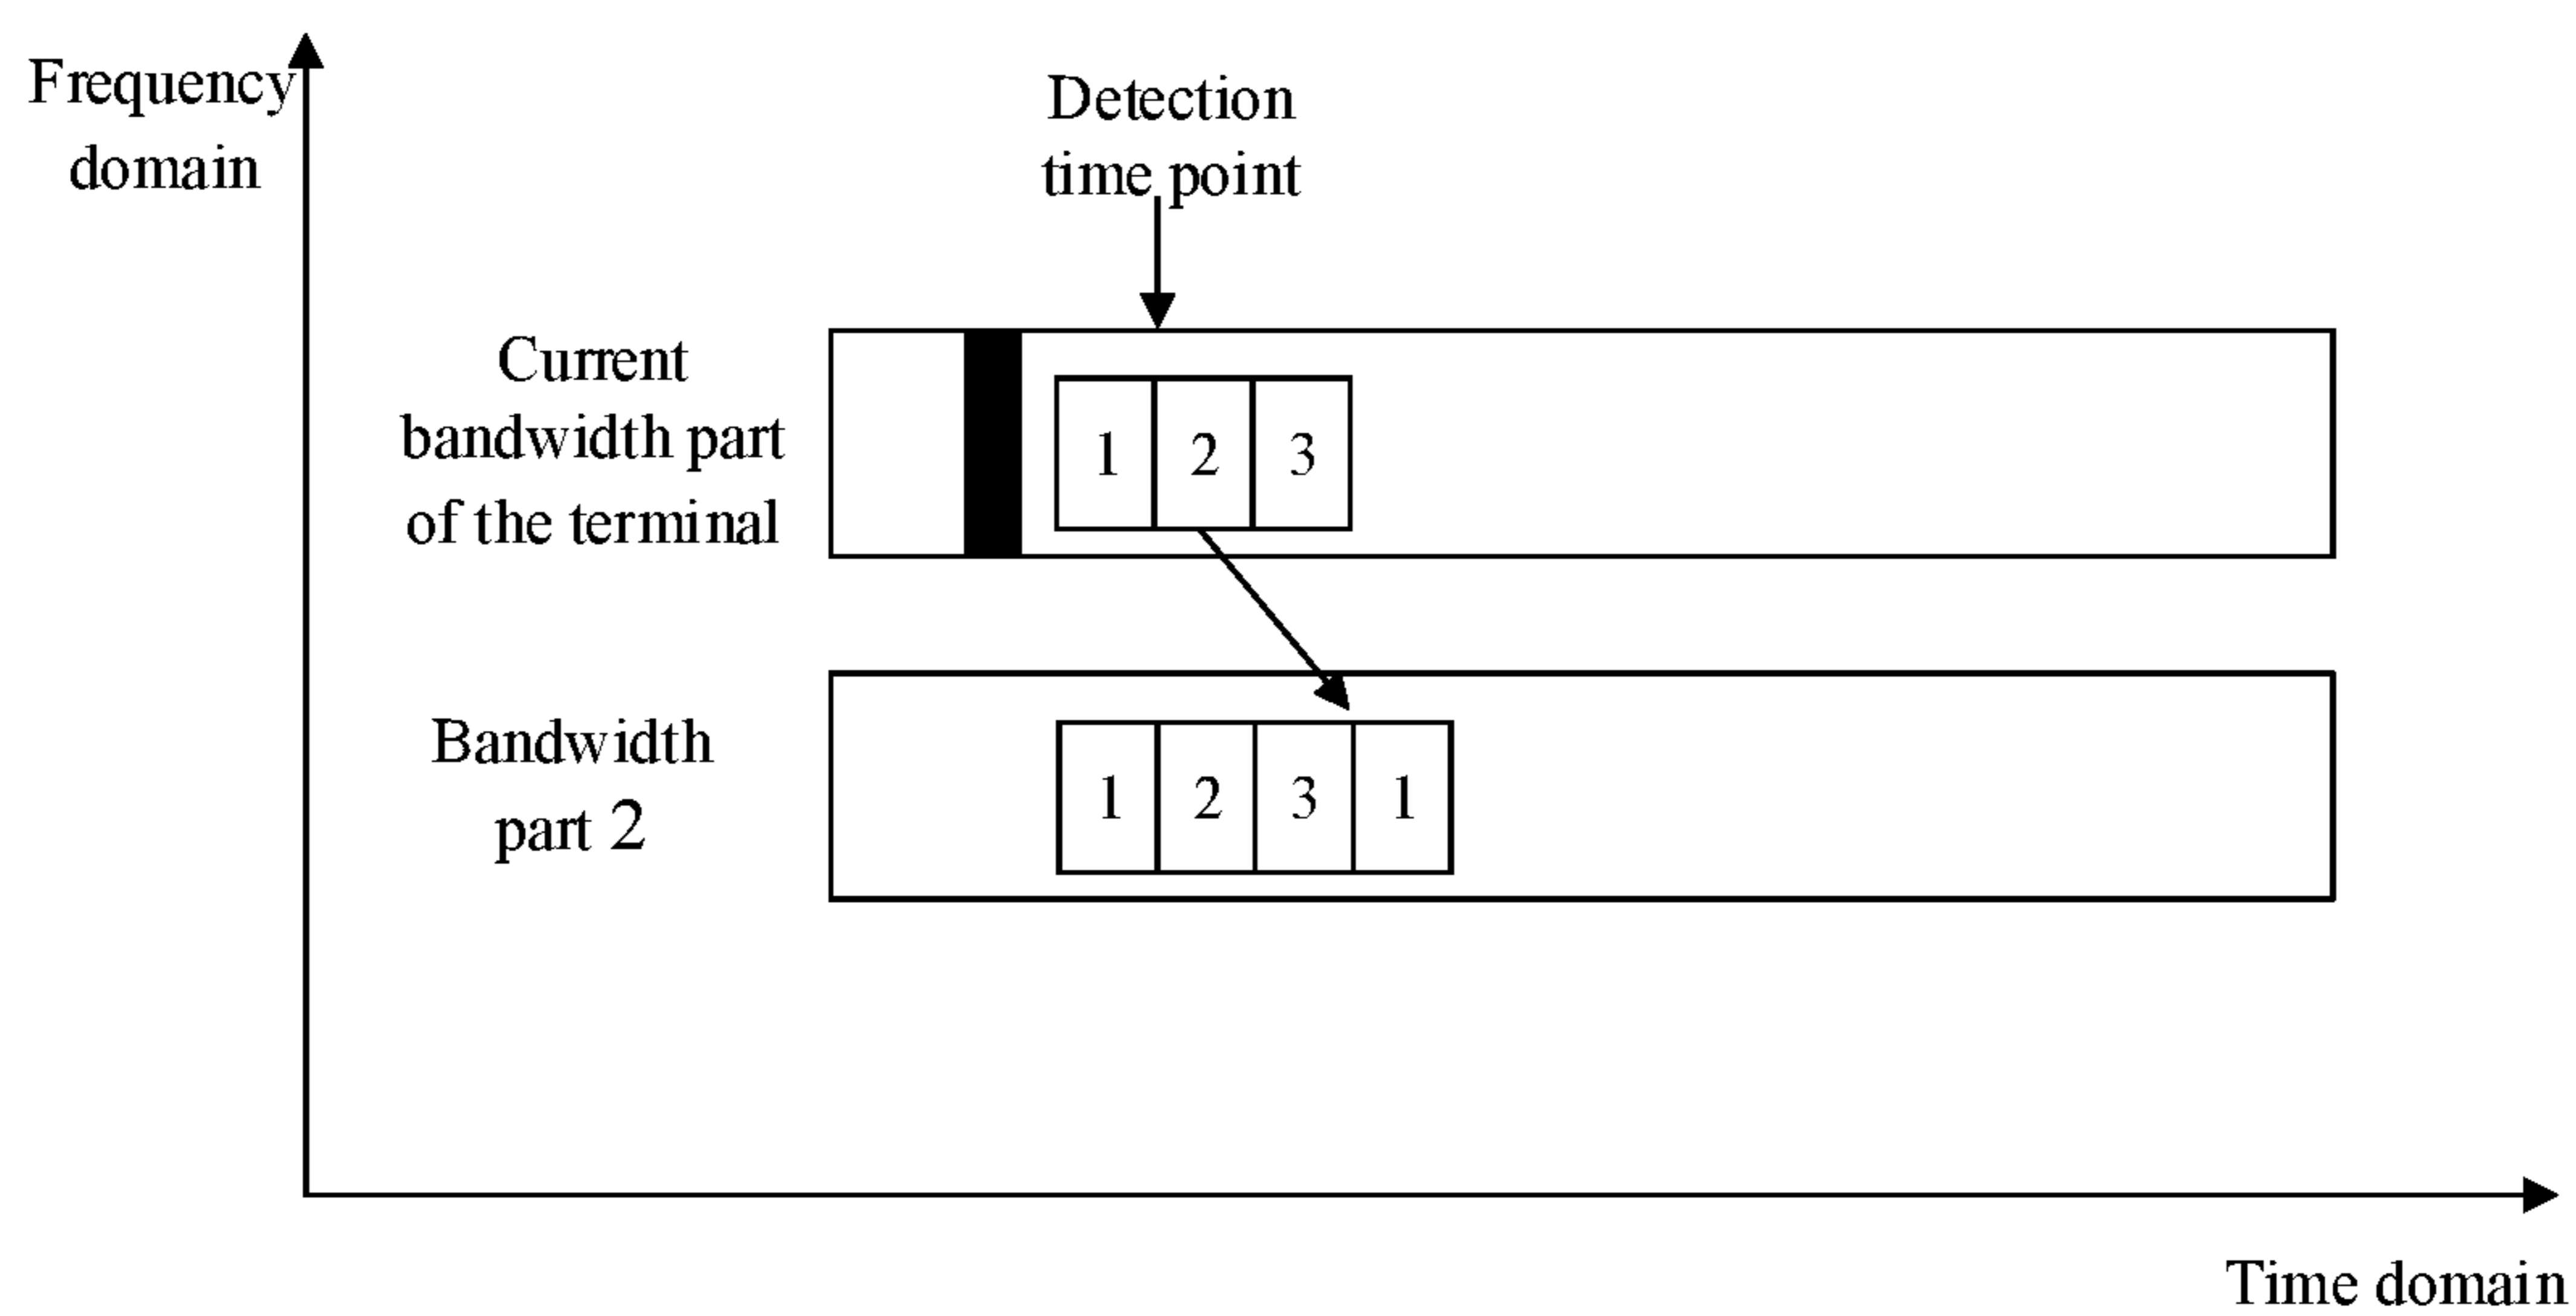 Frequency
domain
Detection
time point
Current
bandwidth part
of the terminal
1 2 3
Bandwidth
part 2
1 2 3 1
Time domain